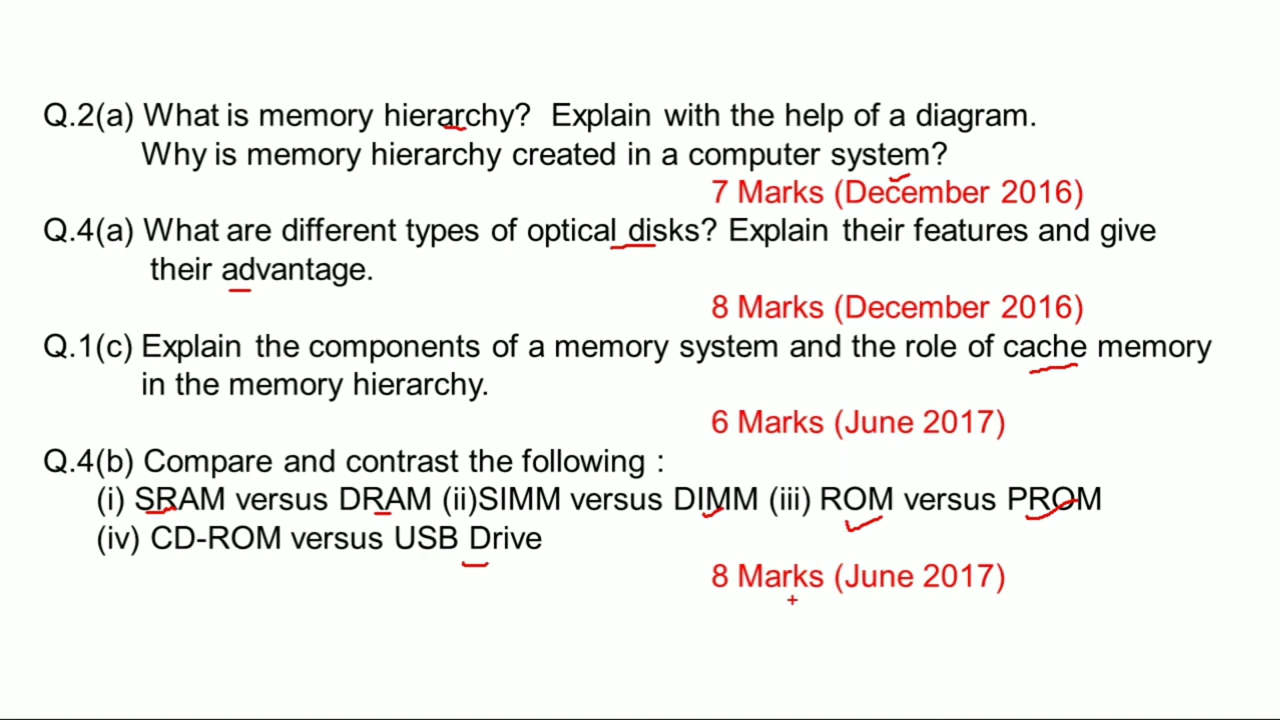 Q.2(a) What is memory hierarchy? Explain with the help of a diagram.
Why is memory hierarchy created in a computer system?
7 Marks (December 2016)
Q.4(a) What are different types of optical disks? Explain their features and give
their advantage.
8 Marks (December 2016)
Q.1(c) Explain the components of a memory system and the role of cache memory
in the memory hierarchy.
6 Marks (June 2017)
Q.4(b) Compare and contrast the following :
(i) SRAM versus DRAM (ii)SIMM versus DIMM (iii) ROM versus PROM
(iv) CD-ROM versus USB Drive
8 Marks (June 2017)